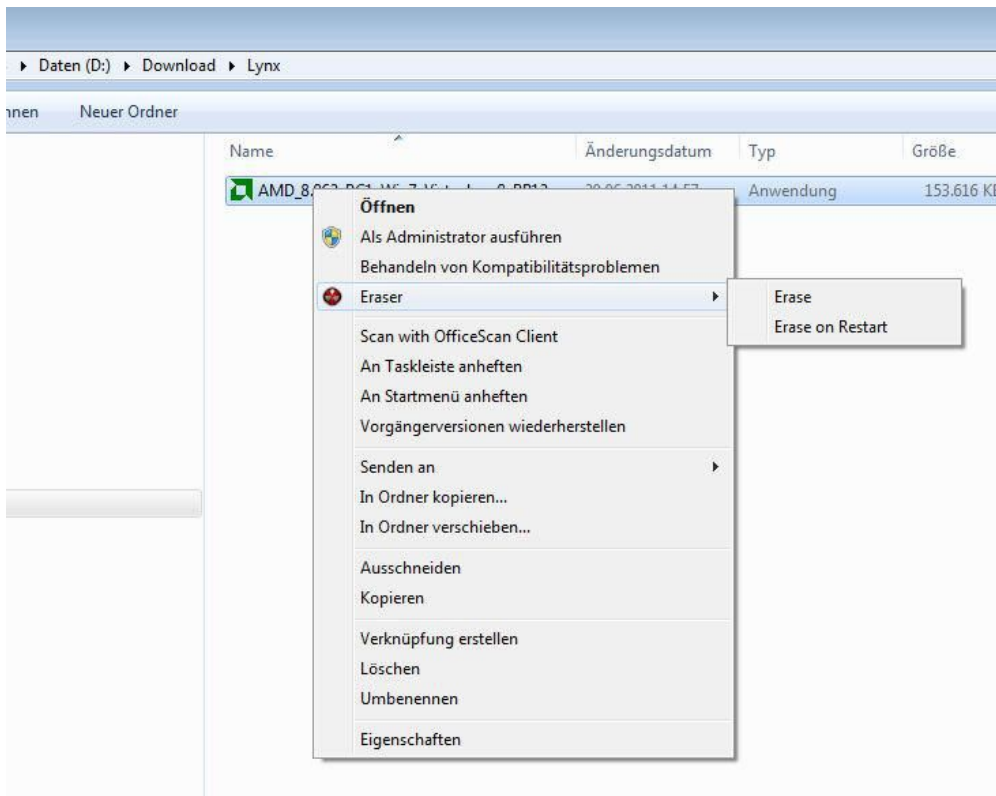 Daten (D:) Download Lynx
Neuer Ordner
Name Änderungsdatum Typ Größe
Anwendung 153.616
Öffnen
Als Administrator ausführen
Behandeln von Kompatibilitätsproblemen
Eraser
Erase
Erase on Restart
Scan with OfficeScan Client
An Taskleiste anheften
An Startmenü anheften
Vorgängerversionen wiederherstellen
Senden an
In Ordner kopieren...
In Ordner verschieben...
Ausschneiden
Kopieren
Verknüpfung erstellen
Löschen
Umbenennen
Eigenschaften